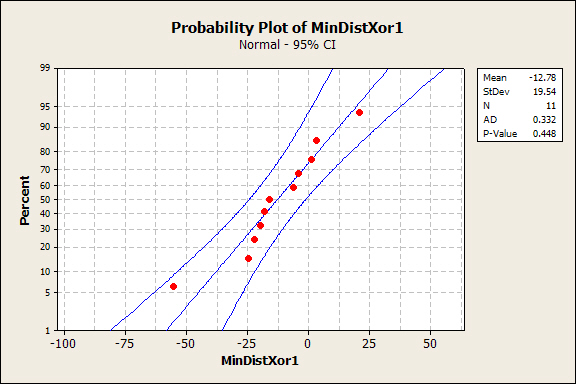 Probability Plot of MinDistXor1
Normal - 95% CI
99
95
90
80
70
60
50
40
30
20
10
5
1
Percent
-100
-75
-50
-25
0
25
50
MinDistXor1
Mean -12.78
StDev 19.54
N 11
AD 0.332
P-Value 0.448